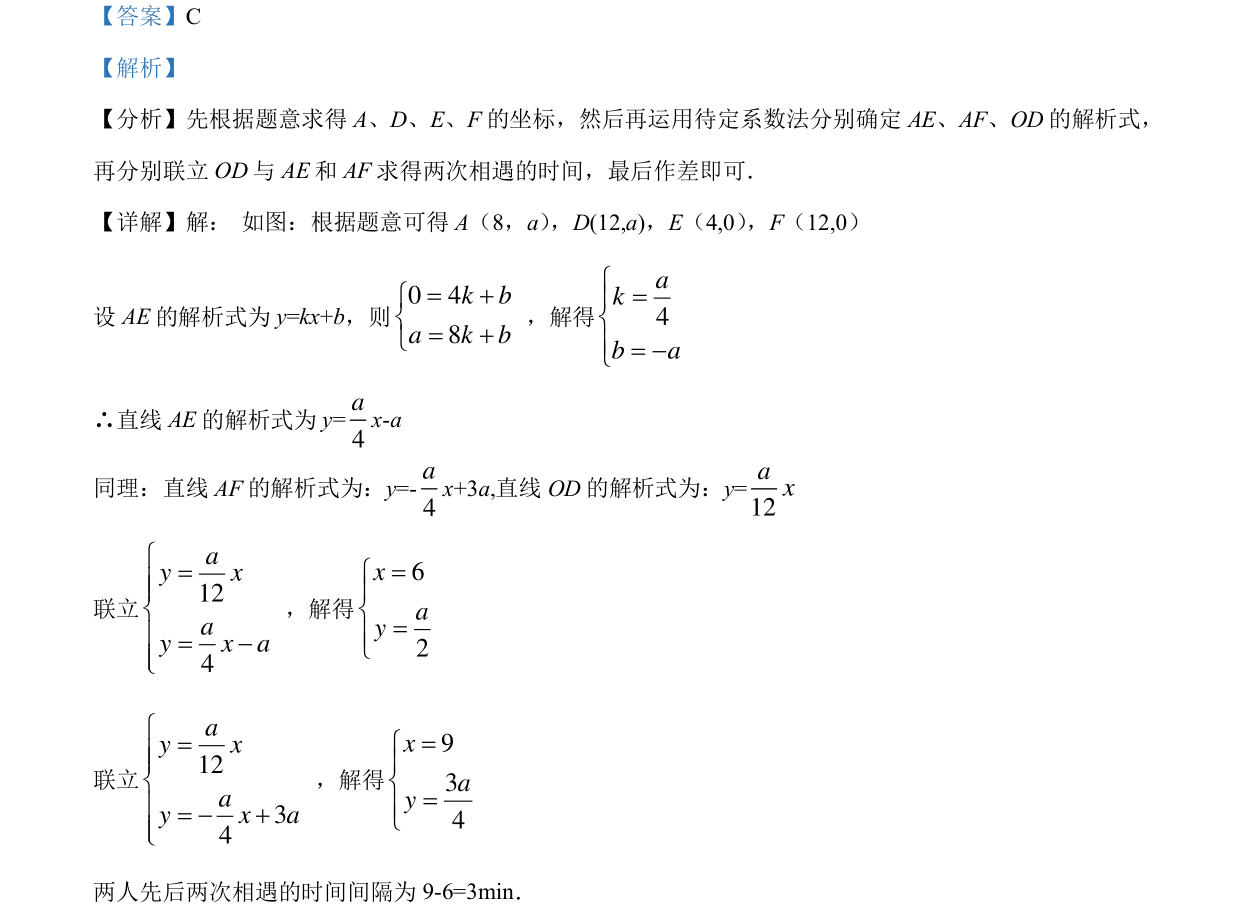 【答案】C
【解析】
【分析】先根据题意求得 A、D、E、F 的坐标，然后再运用待定系数法分别确定 AE、AF、OD 的解析式，
再分别联立 OD 与 AE 和 AF 求得两次相遇的时间，最后作差即可．
【详解】解： 如图：根据题意可得 A（8，a），D(12,a)，E（4,0），F（12,0）
设 AE 的解析式为 y=kx+b，则 {0=4k+b a=8k+b ，解得 {k=a/4 b=−a
∴直线 AE 的解析式为 y=a/4 x-a
同理：直线 AF 的解析式为：y=-a/4 x+3a,直线 OD 的解析式为：y=a/12 x
联立 {y=a/12 x y=a/4 x−a ，解得 {x=6 y=a/2
联立 {y=a/12 x y=−a/4 x+3a ，解得 {x=9 y=3a/4
两人先后两次相遇的时间间隔为 9-6=3min．